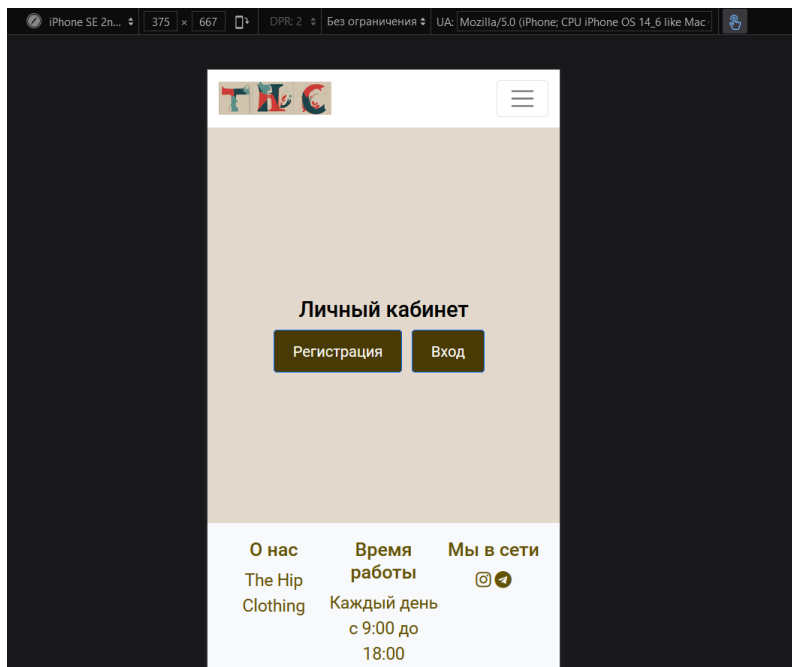 iPhone SE 2n... 375 × 667 DPR: 2 Без ограничения UA: Mozilla/5.0 (iPhone; CPU iPhone OS 14_6 like Mac
THC
Личный кабинет
Регистрация Вход
О нас
The Hip
Clothing
Время
работы
Каждый день
с 9:00 до
18:00
Мы в сети